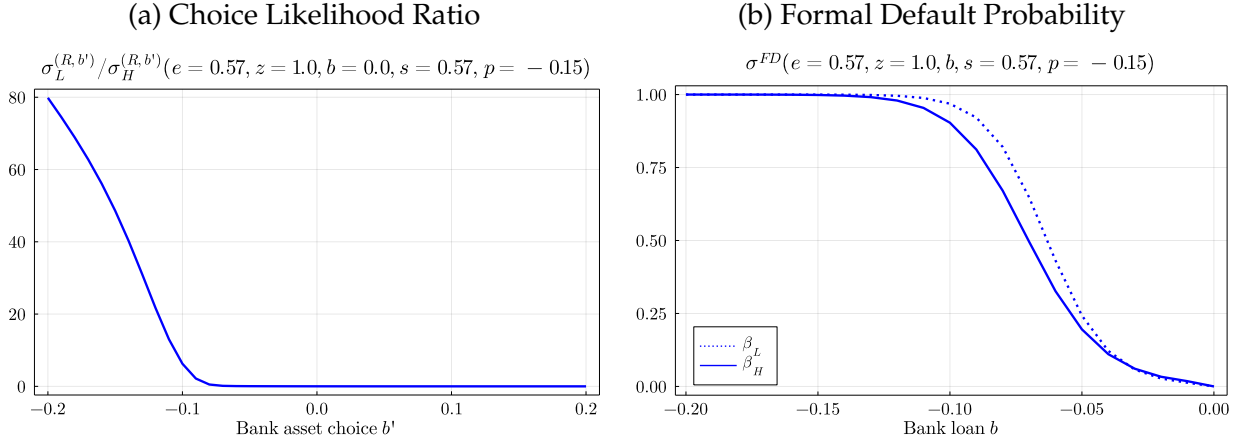 (a) Choice Likelihood Ratio
σ_L^{(R, b')}/σ_H^{(R, b')}(e = 0.57, z = 1.0, b = 0.0, s = 0.57, p = − 0.15)
80
60
40
20
0
−0.2
−0.1
0.0
0.1
0.2
Bank asset choice b'
(b) Formal Default Probability
σ^{FD}(e = 0.57, z = 1.0, b, s = 0.57, p = − 0.15)
1.00
0.75
0.50
0.25
0.00
β_L
β_H
−0.20
−0.15
−0.10
−0.05
0.00
Bank loan b